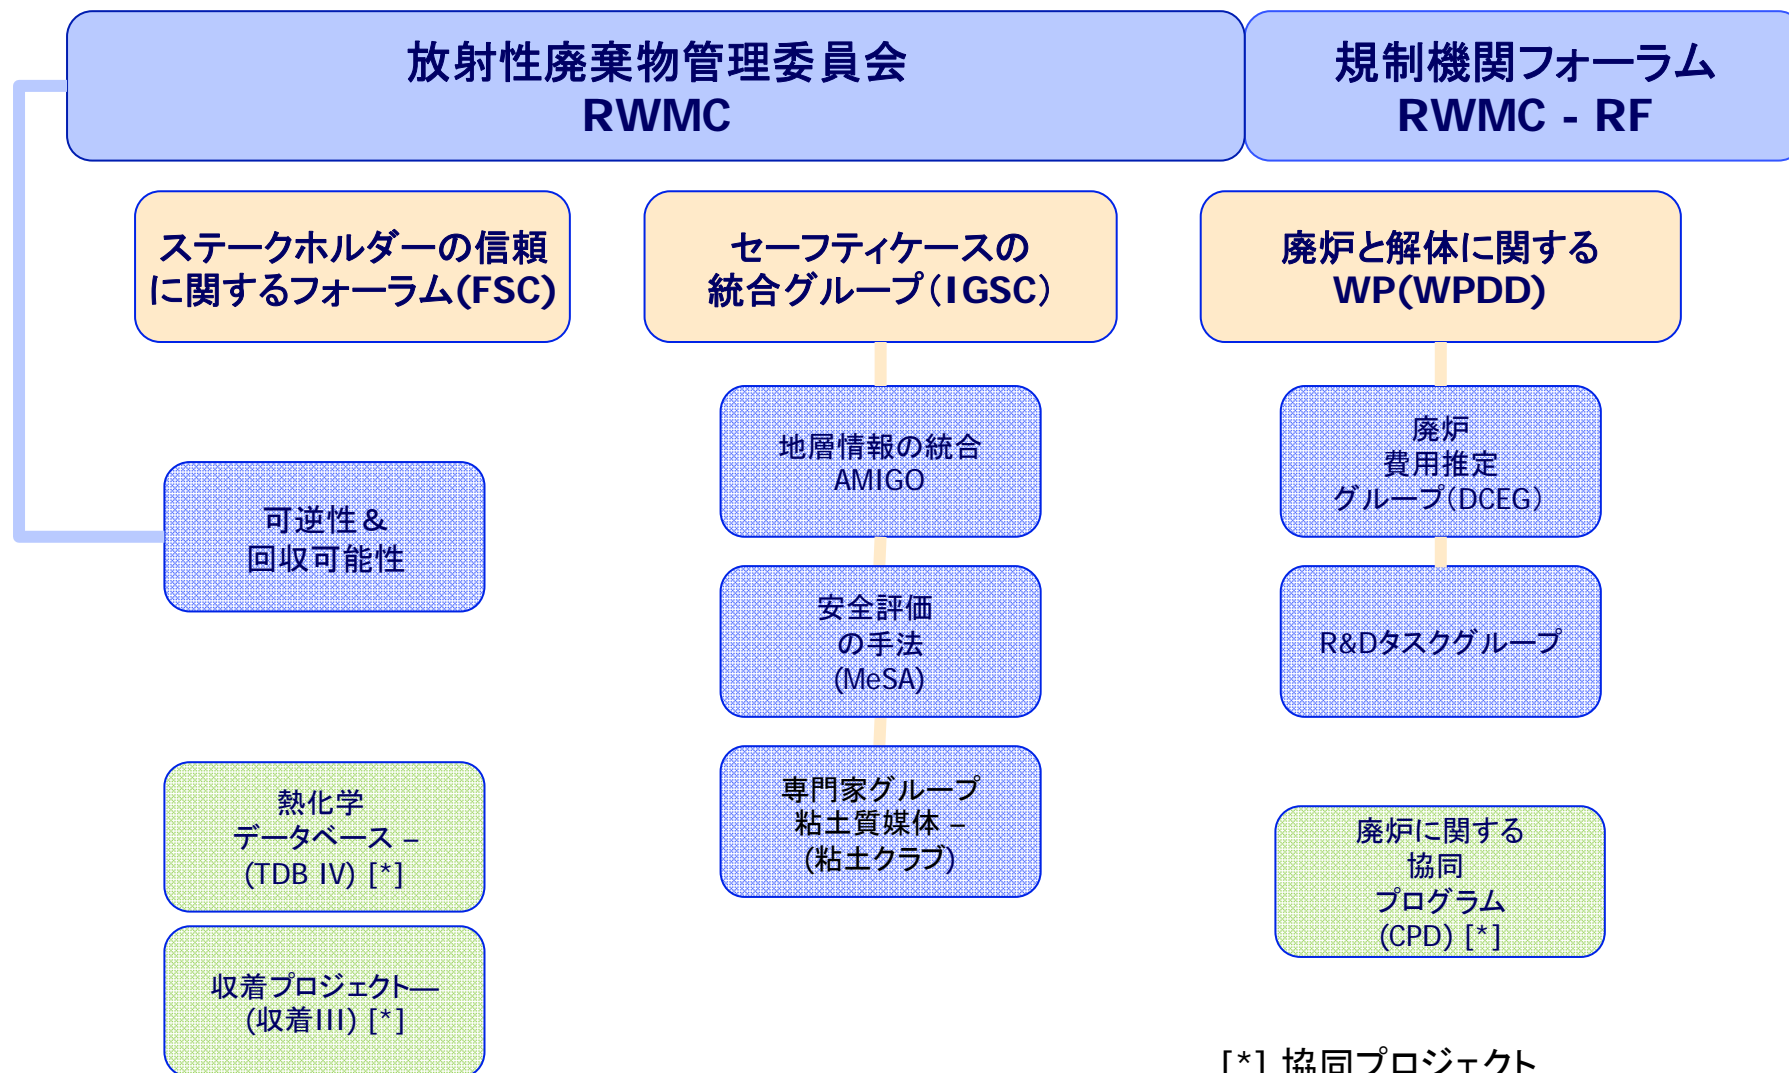 放射性廃棄物管理委員会
RWMC
規制機関フォーラム
RWMC - RF
ステークホルダーの信頼
に関するフォーラム(FSC)
セーフティケースの
統合グループ（IGSC）
廃炉と解体に関する
WP(WPDD)
可逆性＆
回収可能性
地層情報の統合
AMIGO
安全評価
の手法
(MeSA)
専門家グループ
粘土質媒体 –
(粘土クラブ)
廃炉
費用推定
グループ（DCEG）
R&Dタスクグループ
熱化学
データベース –
(TDB IV) [*]
収着プロジェクト—
(収着III) [*]
廃炉に関する
協同
プログラム
(CPD) [*]
[*] 協同プロジェクト